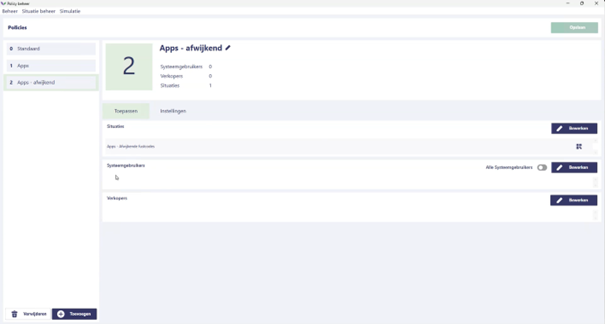 Policy beheer
Beheer Situatie beheer Simulatie
Policies
Opslaan
0 Standaard
1 Apps
2 Apps - afwijkend
2
Apps - afwijkend
Systeemgebruikers 0
Verkopers 0
Situaties 1
Toepassen Instellingen
Situaties
Bewerken
Apps - Afwijkende financiën
Systeemgebruikers
Alle Systeemgebruikers
Bewerken
Verkopers
Bewerken
Verwijderen
Toevoegen